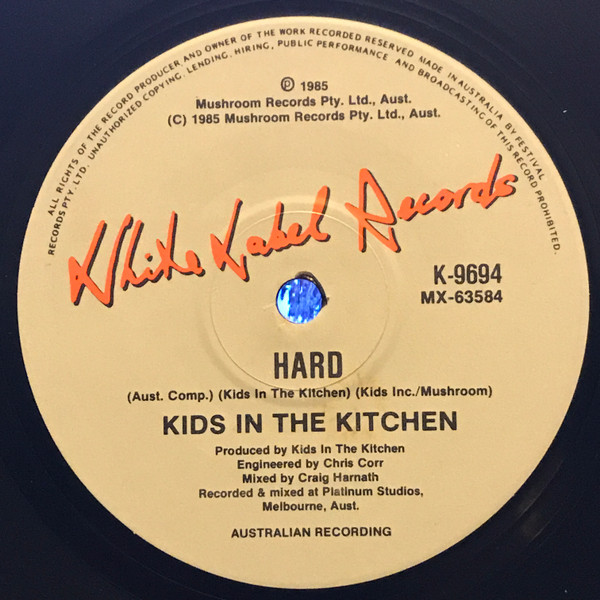 ALL RIGHTS OF THE RECORD PRODUCER AND OWNER OF THE WORK RECORDED RESERVED MADE IN AUSTRALIA BY FESTIVAL
RECORDS PTY. LTD. UNAUTHORIZED COPYING, LENDING, HIRING, PUBLIC PERFORMANCE AND BROADCASTING OF THIS RECORD PROHIBITED.
℗ 1985
Mushroom Records Pty. Ltd., Aust.
(C) 1985 Mushroom Records Pty. Ltd., Aust.
White Label Records
K-9694
MX-63584
HARD
(Aust. Comp.) (Kids In The Kitchen) (Kids Inc./Mushroom)
KIDS IN THE KITCHEN
Produced by Kids In The Kitchen
Engineered by Chris Corr
Mixed by Craig Harnath
Recorded & mixed at Platinum Studios,
Melbourne, Aust.
AUSTRALIAN RECORDING